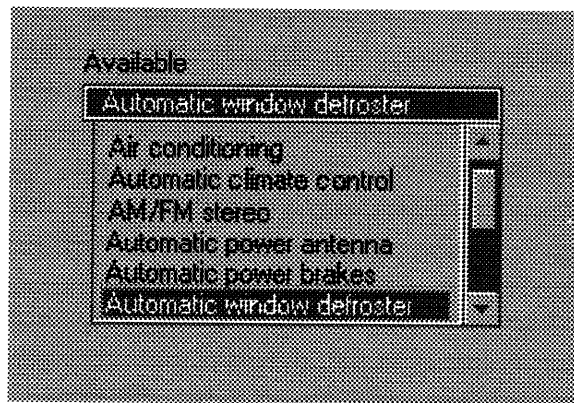 Available
Automatic window defroster
Air conditioning
Automatic climate control
AM/FM stereo
Automatic power antenna
Automatic power brakes
Automatic window defroster